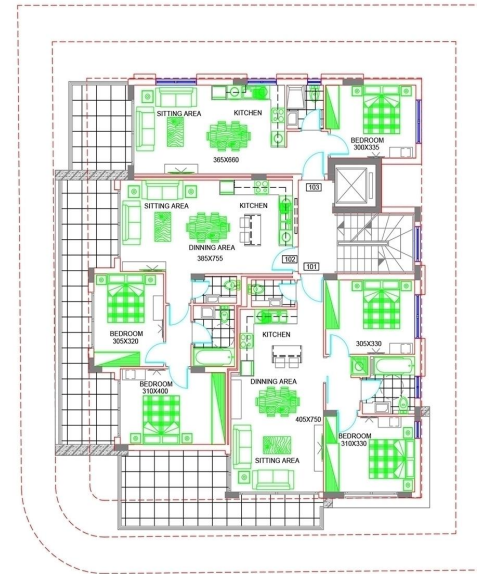 SITTING AREA
KITCHEN
365X660
BEDROOM
300X335
103
SITTING AREA
KITCHEN
DINNING AREA
385X755
102
101
BEDROOM
305X320
KITCHEN
305X330
BEDROOM
310X400
DINNING AREA
405X750
BEDROOM
310X330
SITTING AREA